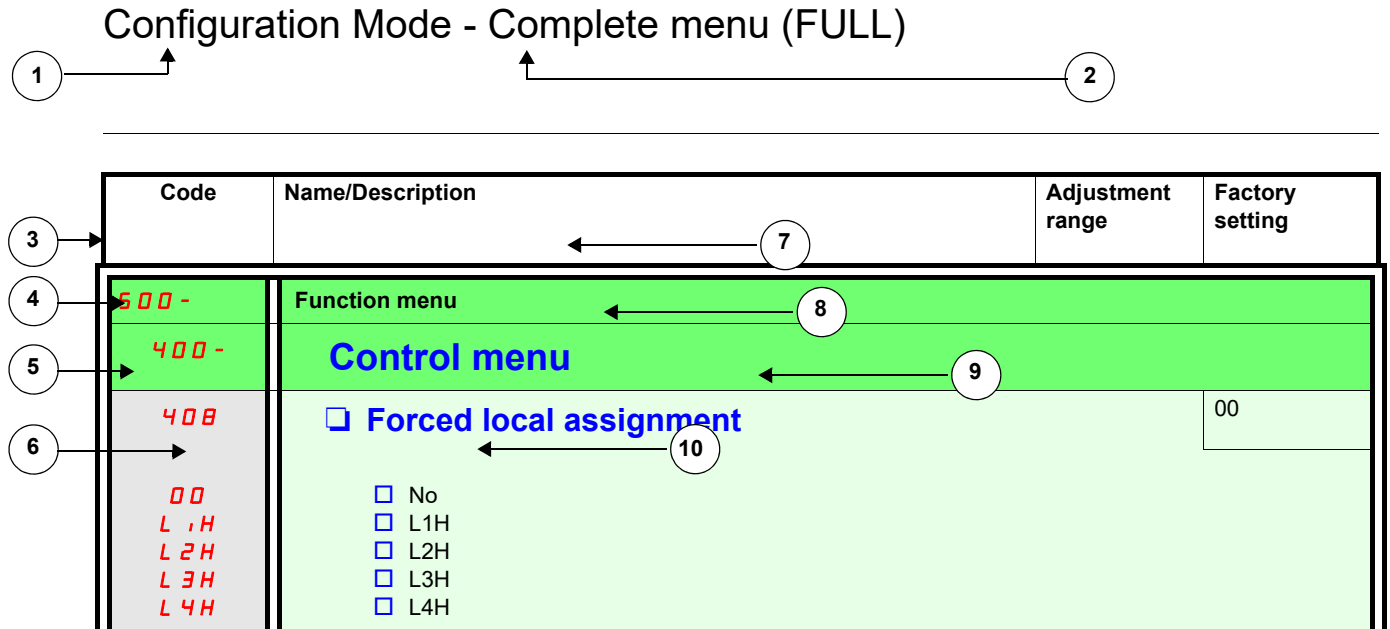 Configuration Mode - Complete menu (FULL)
1
2
Code Name/Description Adjustment range Factory setting
3
7
4 500- Function menu 8
5 400- Control menu 9
408 ❏ Forced local assignment 00
6
10
00 □ No
L1H □ L1H
L2H □ L2H
L3H □ L3H
L4H □ L4H